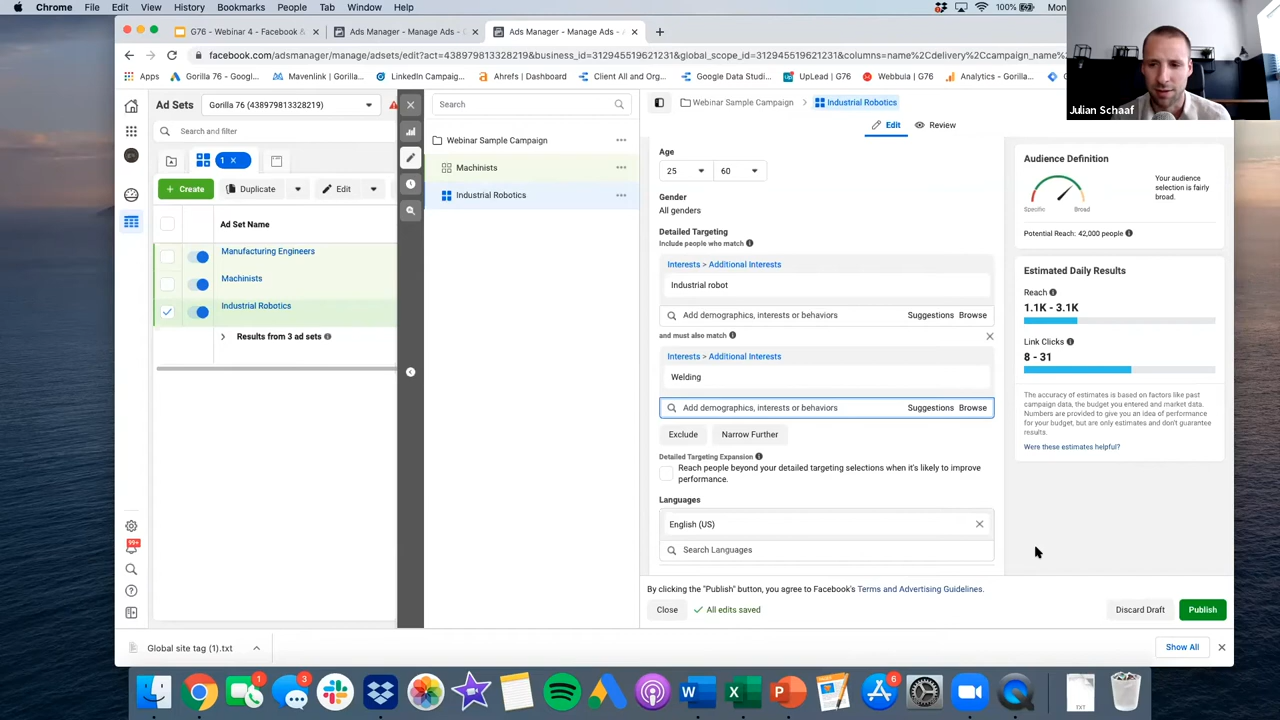 Chrome File Edit View History Bookmarks People Tab Window Help
100% Mon
G76 - Webinar 4 - Facebook &
Ads Manager - Manage Ads - C
Ads Manager - Manage Ads - A
facebook.com/adsmanager/manage/adsets/edit?act=438979813328219&business_id=312945519621231&global_scope_id=312945519621231&columns=name%2Cdelivery%2Ccampaign_name%
Apps Gorilla 76 - Googl... Mavenlink | Gorilla... LinkedIn Campaig... Ahrefs | Dashboard Client All and Org... Google Data Studi... UpLead | G76 Webbula | G76 Analytics - Gorilla...
Julian Schaaf
Ad Sets Gorilla 76 (438979813328219)
Search
Webinar Sample Campaign > Industrial Robotics
Search and filter
Edit Review
Webinar Sample Campaign
1
Machinists
Create Duplicate Edit
Industrial Robotics
Ad Set Name
Manufacturing Engineers
Machinists
Industrial Robotics
Results from 3 ad sets
Age
25 60
Gender
All genders
Detailed Targeting
Include people who match
Interests > Additional Interests
Industrial robot
Add demographics, interests or behaviors Suggestions Browse
and must also match
Interests > Additional Interests
Welding
Add demographics, interests or behaviors Suggestions Browse
Exclude Narrow Further
Detailed Targeting Expansion
Reach people beyond your detailed targeting selections when it's likely to improve
performance.
Languages
English (US)
Search Languages
Audience Definition
Your audience
selection is fairly
broad.
Specific Broad
Potential Reach: 42,000 people
Estimated Daily Results
Reach
1.1K - 3.1K
Link Clicks
8 - 31
The accuracy of estimates is based on factors like past
campaign data, the budget you entered and market data.
Numbers are provided to give you an idea of performance
for your budget, but are only estimates and don't guarantee
results.
Were these estimates helpful?
By clicking the "Publish" button, you agree to Facebook's Terms and Advertising Guidelines.
Close All edits saved Discard Draft Publish
99+
Global site tag (1).txt
Show All
1 3 6
TXT